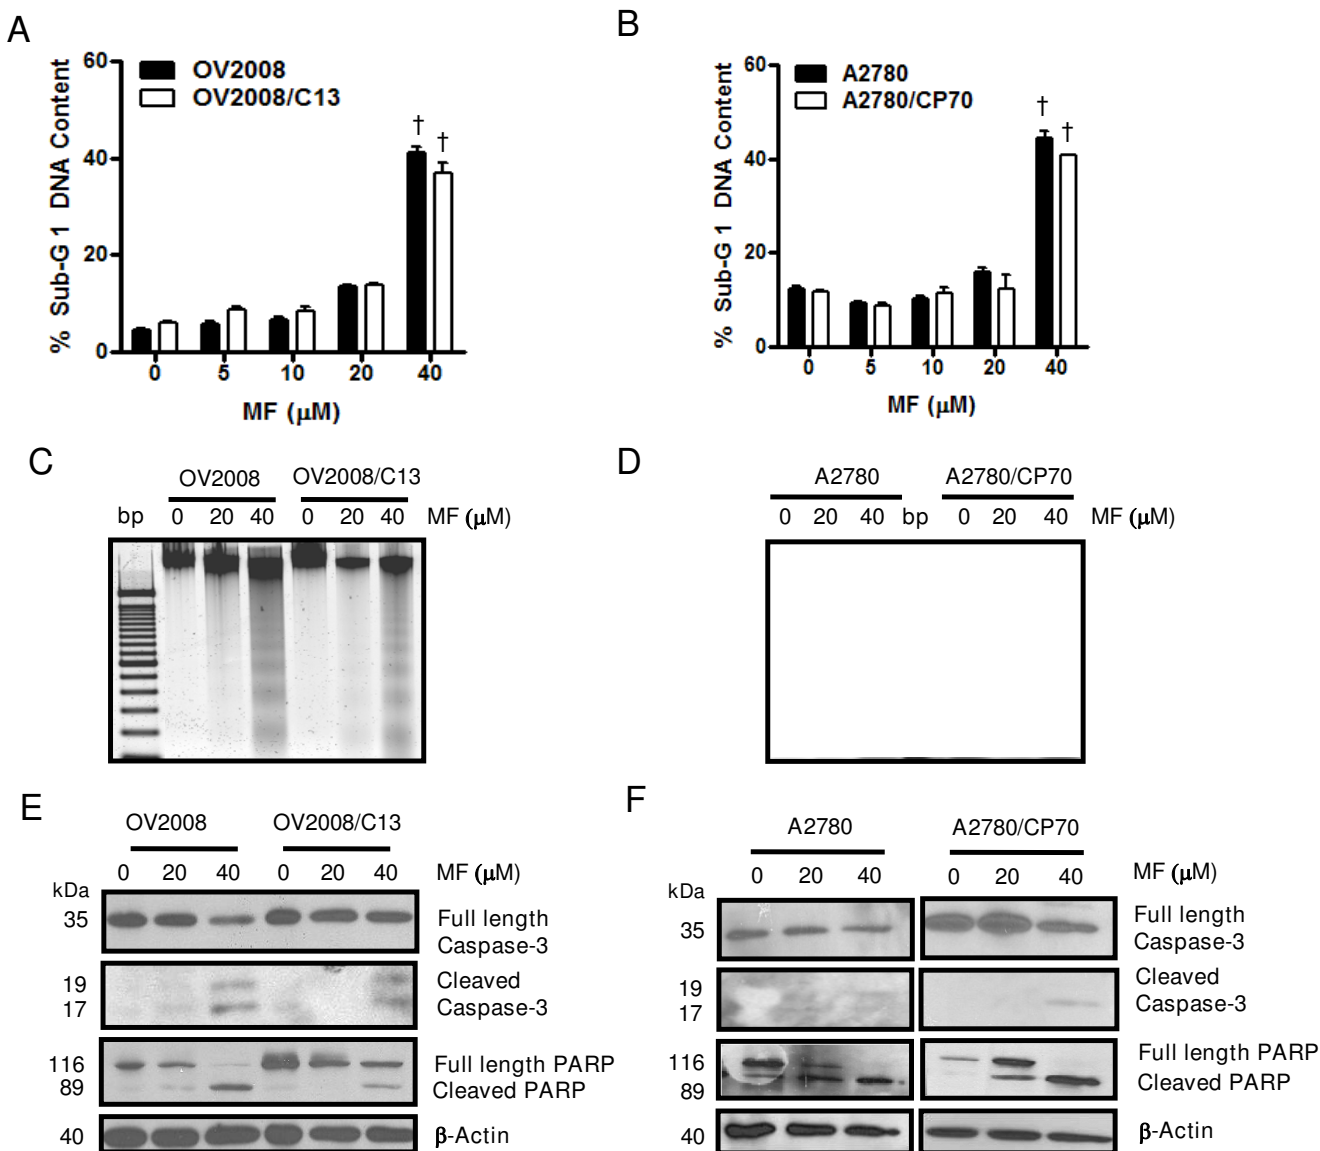 A
60
40
20
0
% Sub-G 1 DNA Content
OV2008
OV2008/C13
† †
0 5 10 20 40
MF (µM)
B
60
40
20
0
% Sub-G 1 DNA Content
A2780
A2780/CP70
† †
0 5 10 20 40
MF (µM)
C
OV2008 OV2008/C13
bp 0 20 40 0 20 40 MF (µM)
D
A2780 A2780/CP70
0 20 40 bp 0 20 40 MF (µM)
E
OV2008 OV2008/C13
0 20 40 0 20 40 MF (µM)
kDa
35 Full length
Caspase-3
19 Cleaved
17 Caspase-3
116 Full length PARP
89 Cleaved PARP
40 β-Actin
F
A2780 A2780/CP70
0 20 40 0 20 40 MF (µM)
kDa
35 Full length
Caspase-3
19 Cleaved
17 Caspase-3
116 Full length PARP
89 Cleaved PARP
40 β-Actin